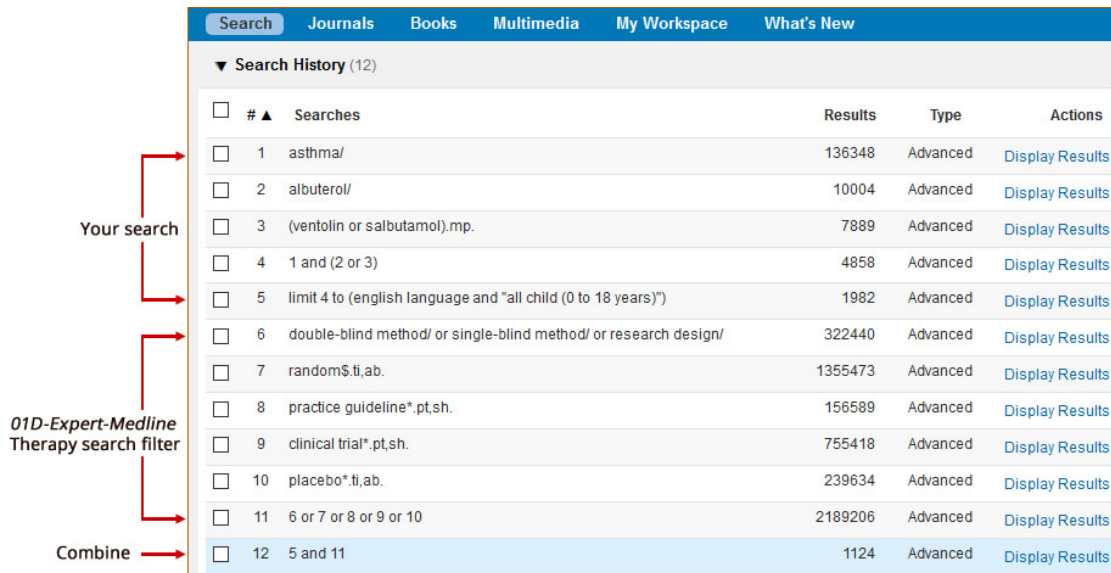 Search Journals Books Multimedia My Workspace What's New
▼ Search History (12)
# ▲ Searches Results Type Actions
1 asthma/ 136348 Advanced Display Results
2 albuterol/ 10004 Advanced Display Results
Your search
3 (ventolin or salbutamol).mp. 7889 Advanced Display Results
4 1 and (2 or 3) 4858 Advanced Display Results
5 limit 4 to (english language and "all child (0 to 18 years)") 1982 Advanced Display Results
6 double-blind method/ or single-blind method/ or research design/ 322440 Advanced Display Results
7 random$.ti,ab. 1355473 Advanced Display Results
8 practice guideline*.pt,sh. 156589 Advanced Display Results
01D-Expert-Medline
Therapy search filter
9 clinical trial*.pt,sh. 755418 Advanced Display Results
10 placebo*.ti,ab. 239634 Advanced Display Results
11 6 or 7 or 8 or 9 or 10 2189206 Advanced Display Results
Combine
12 5 and 11 1124 Advanced Display Results